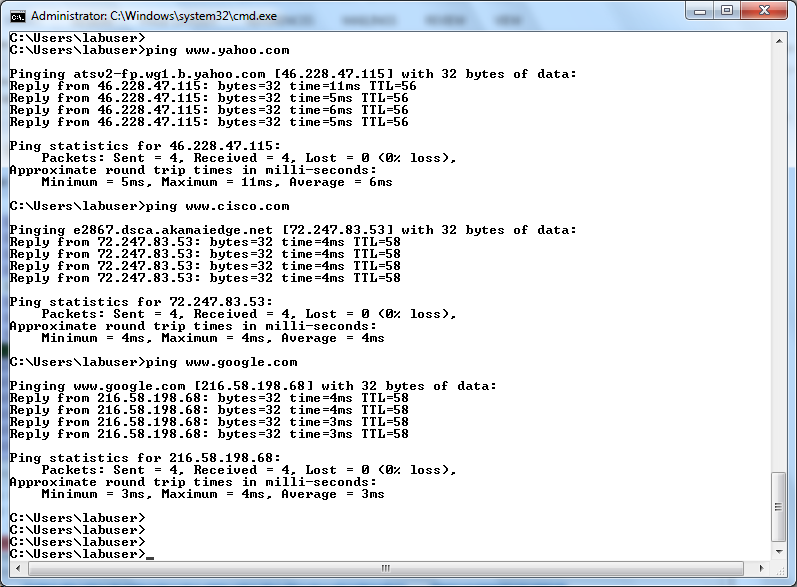 Administrator: C:\Windows\system32\cmd.exe
C:\Users\labuser>
C:\Users\labuser>ping www.yahoo.com
Pinging atsv2-fp.wg1.b.yahoo.com [46.228.47.115] with 32 bytes of data:
Reply from 46.228.47.115: bytes=32 time=11ms TTL=56
Reply from 46.228.47.115: bytes=32 time=5ms TTL=56
Reply from 46.228.47.115: bytes=32 time=6ms TTL=56
Reply from 46.228.47.115: bytes=32 time=5ms TTL=56
Ping statistics for 46.228.47.115:
    Packets: Sent = 4, Received = 4, Lost = 0 (0% loss),
Approximate round trip times in milli-seconds:
    Minimum = 5ms, Maximum = 11ms, Average = 6ms
C:\Users\labuser>ping www.cisco.com
Pinging e2867.dsca.akamaiedge.net [72.247.83.53] with 32 bytes of data:
Reply from 72.247.83.53: bytes=32 time=4ms TTL=58
Reply from 72.247.83.53: bytes=32 time=4ms TTL=58
Reply from 72.247.83.53: bytes=32 time=4ms TTL=58
Reply from 72.247.83.53: bytes=32 time=4ms TTL=58
Ping statistics for 72.247.83.53:
    Packets: Sent = 4, Received = 4, Lost = 0 (0% loss),
Approximate round trip times in milli-seconds:
    Minimum = 4ms, Maximum = 4ms, Average = 4ms
C:\Users\labuser>ping www.google.com
Pinging www.google.com [216.58.198.68] with 32 bytes of data:
Reply from 216.58.198.68: bytes=32 time=4ms TTL=58
Reply from 216.58.198.68: bytes=32 time=4ms TTL=58
Reply from 216.58.198.68: bytes=32 time=3ms TTL=58
Reply from 216.58.198.68: bytes=32 time=3ms TTL=58
Ping statistics for 216.58.198.68:
    Packets: Sent = 4, Received = 4, Lost = 0 (0% loss),
Approximate round trip times in milli-seconds:
    Minimum = 3ms, Maximum = 4ms, Average = 3ms
C:\Users\labuser>
C:\Users\labuser>
C:\Users\labuser>
C:\Users\labuser>_